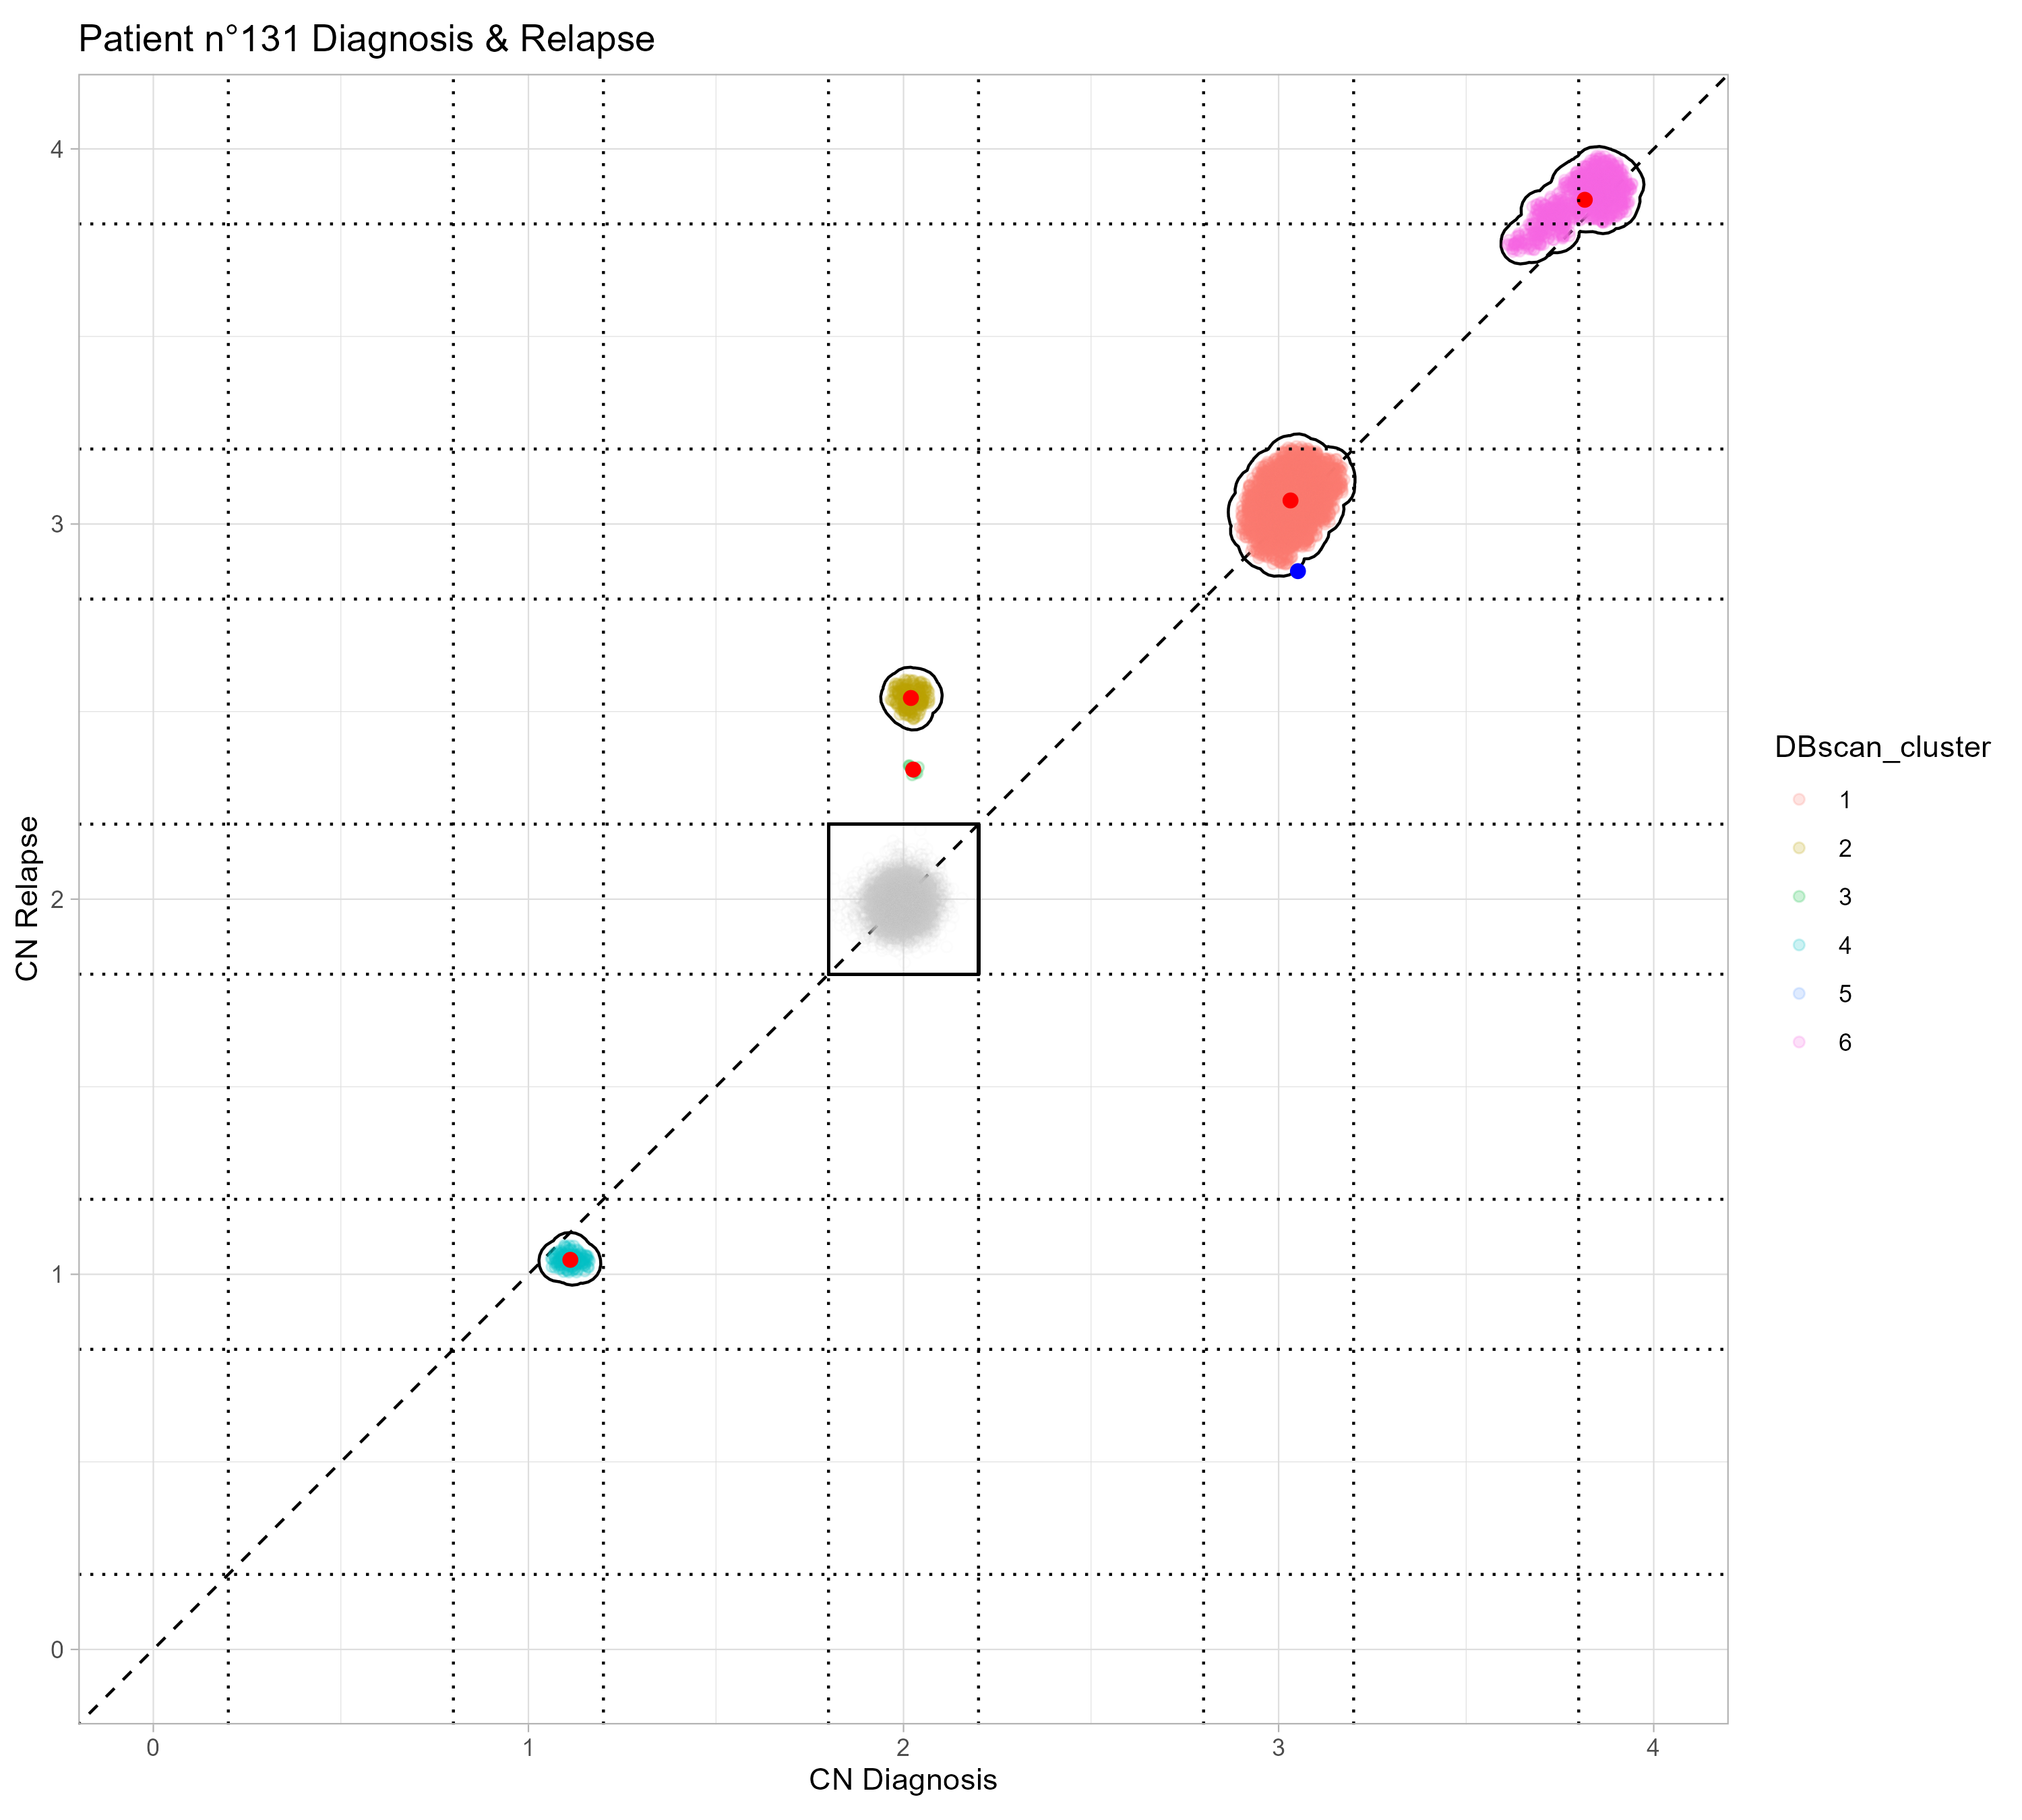 Patient n°131 Diagnosis & Relapse
4
3
2
1
0
CN Relapse
0 1 2 3 4
CN Diagnosis
DBscan_cluster
1
2
3
4
5
6